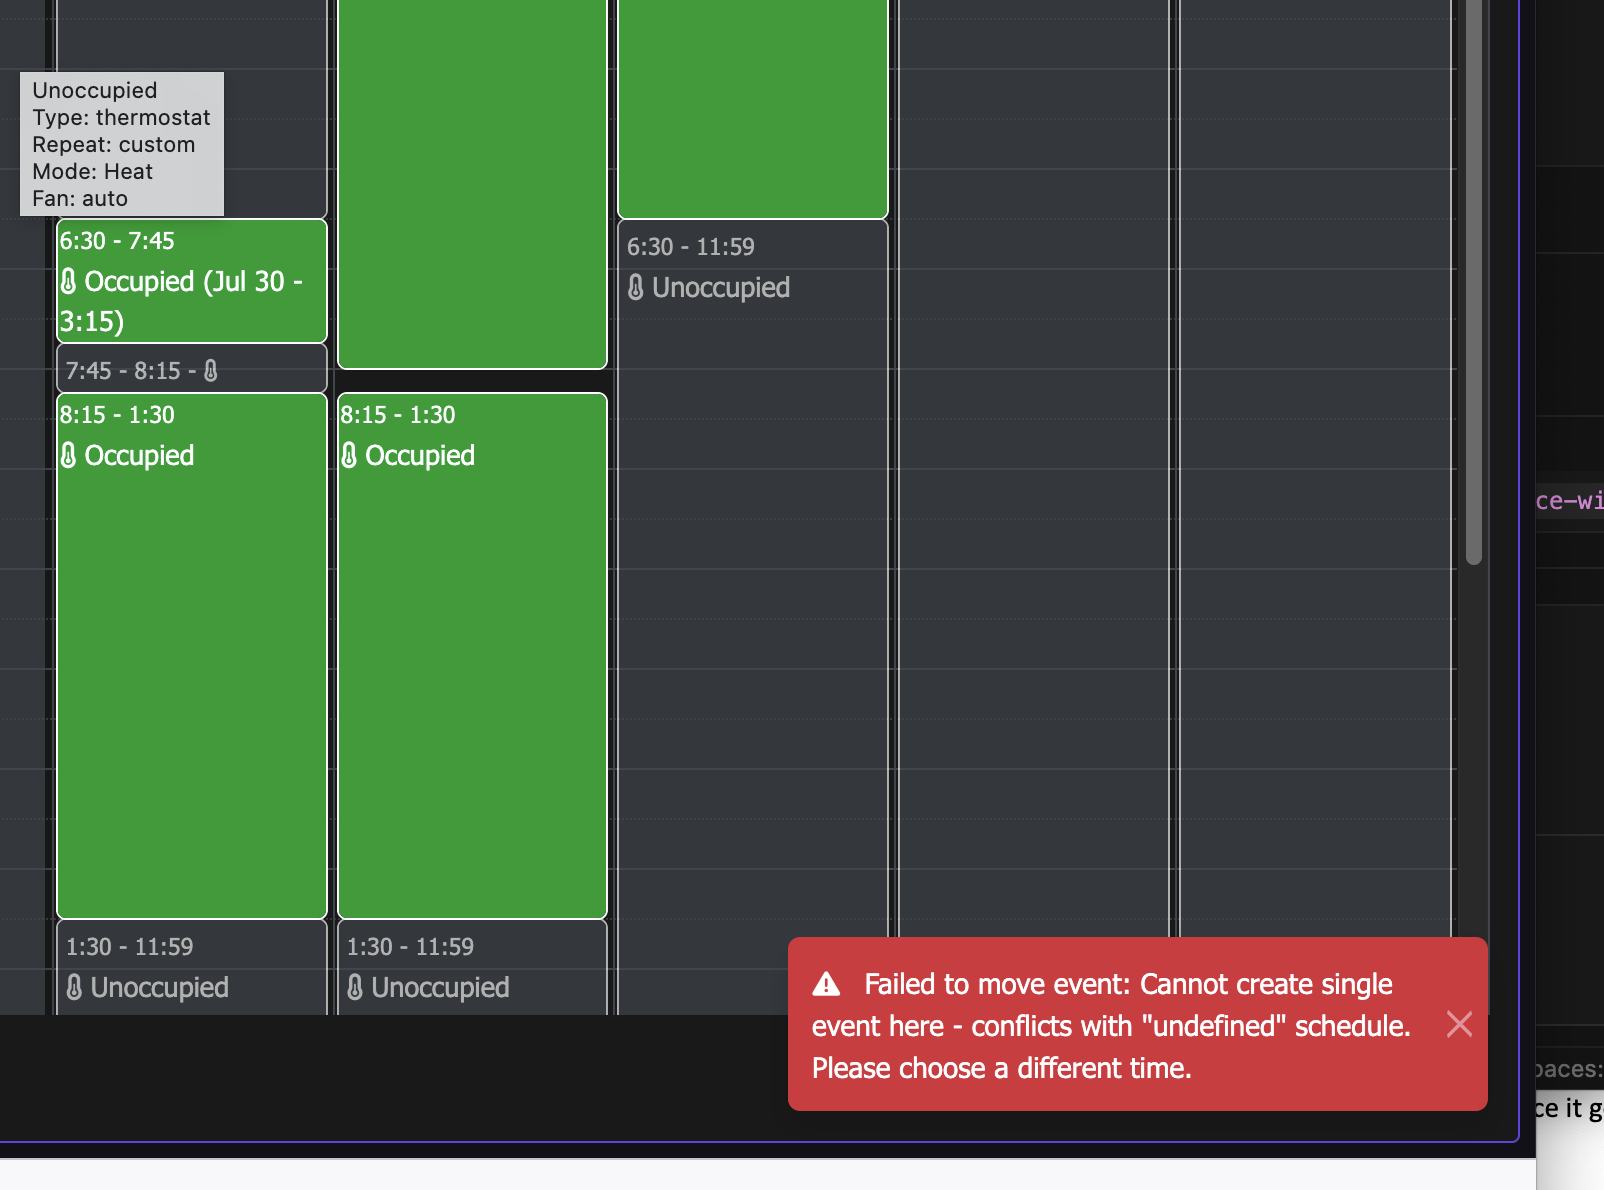 Unoccupied
Type: thermostat
Repeat: custom
Mode: Heat
Fan: auto
6:30 - 7:45
Occupied (Jul 30 -
3:15)
7:45 - 8:15 -
8:15 - 1:30
Occupied
1:30 - 11:59
Unoccupied
8:15 - 1:30
Occupied
1:30 - 11:59
Unoccupied
6:30 - 11:59
Unoccupied
Failed to move event: Cannot create single
event here - conflicts with "undefined" schedule.
Please choose a different time.
ce-wi
paces:
ce it g